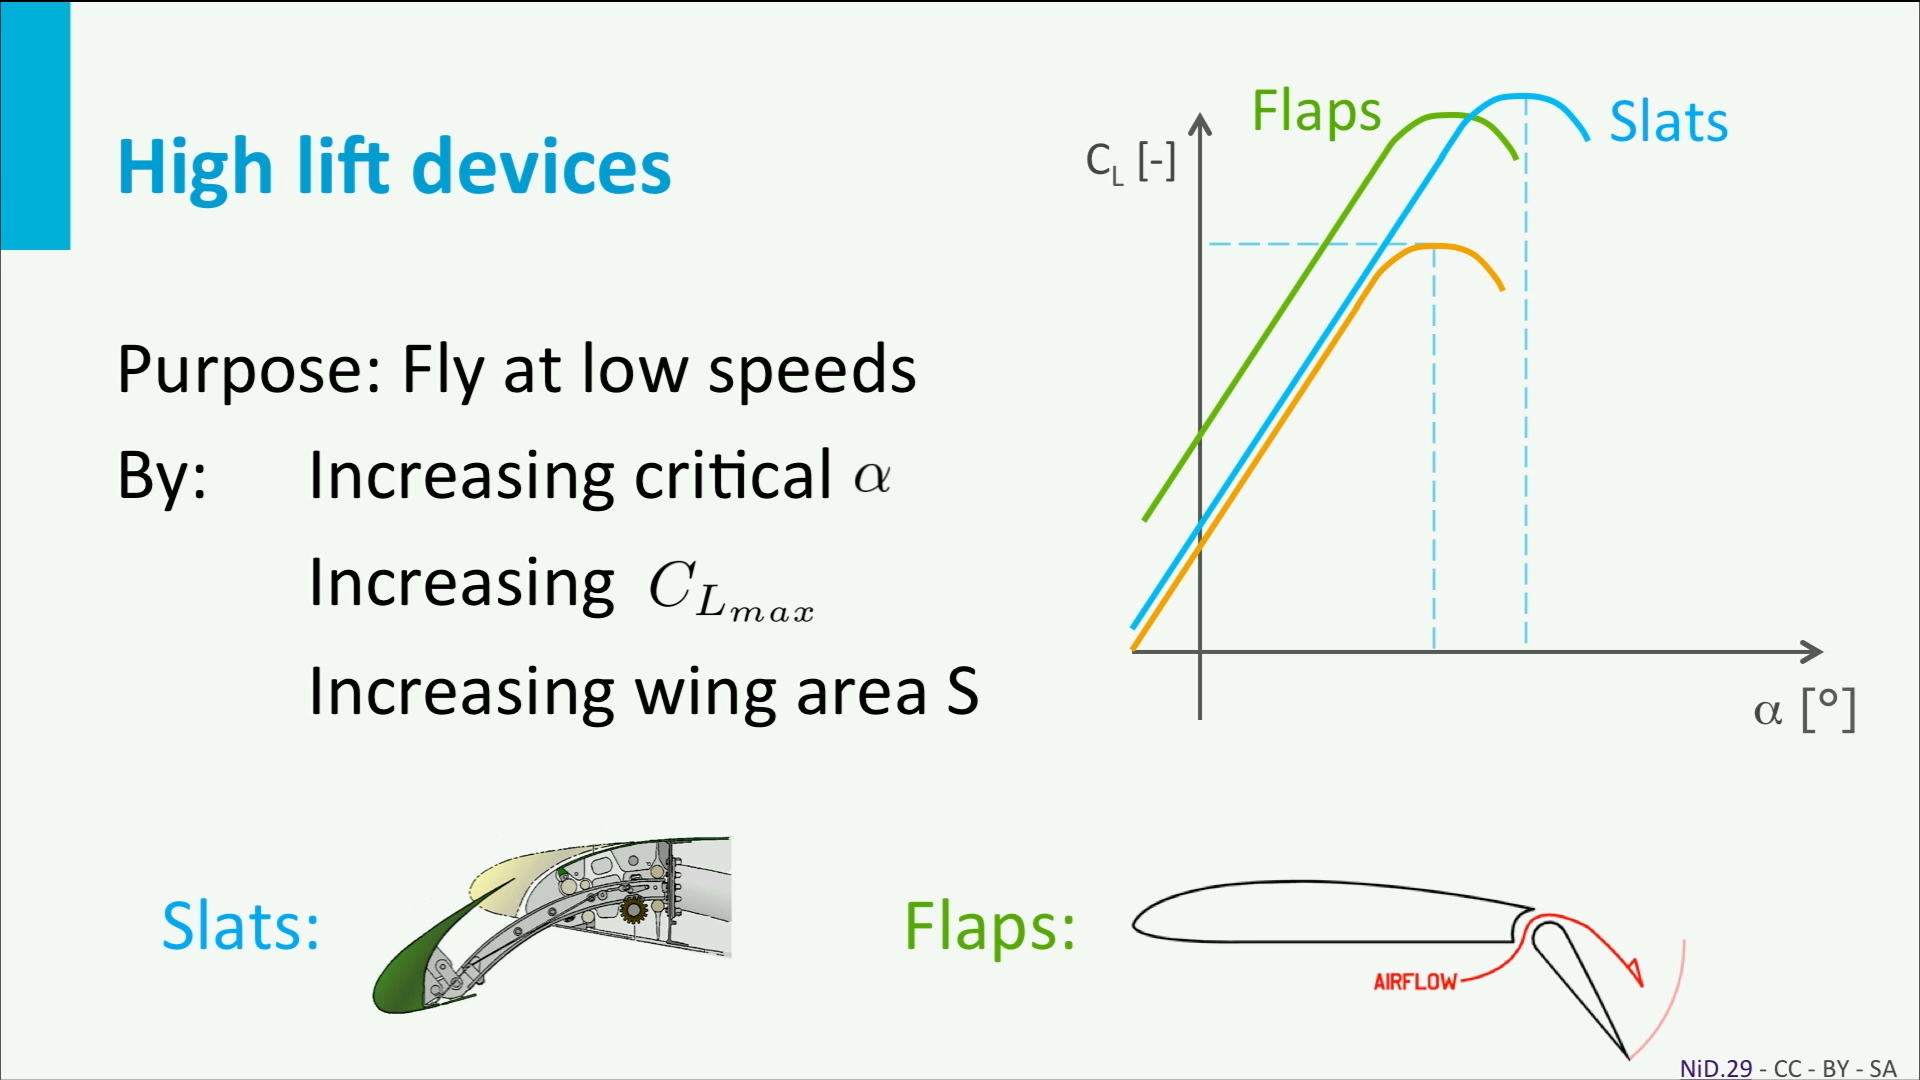 High lift devices
Purpose: Fly at low speeds
By: Increasing critical α
Increasing C_{L_{max}}
Increasing wing area S
Flaps
Slats
C_L [-]
α [°]
Slats:
Flaps:
AIRFLOW
NiD.29 - CC - BY - SA